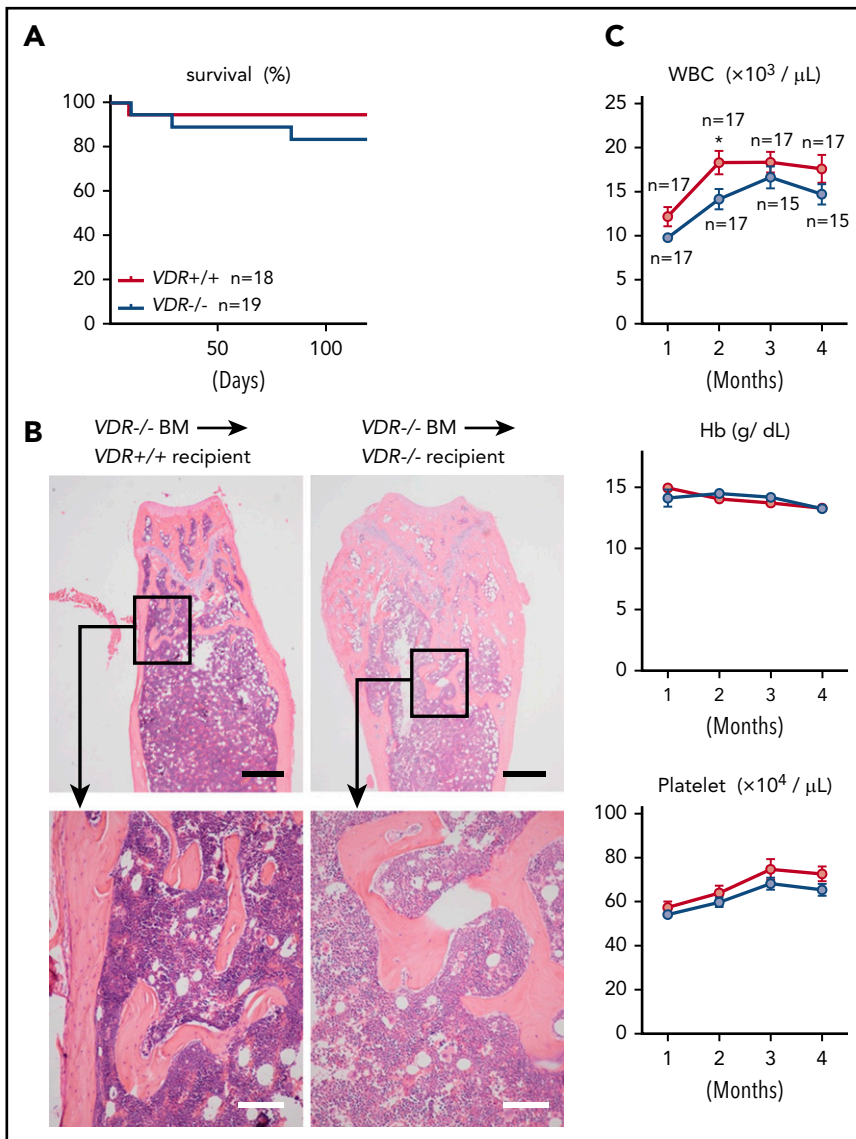 A
survival (%)
100
80
60
40
20
0
VDR+/+ n=18
VDR-/- n=19
50
100
(Days)
B
VDR-/- BM
VDR+/+ recipient
VDR-/- BM
VDR-/- recipient
C
WBC (×10³ / μL)
25
20
15
10
5
0
n=17
n=17
*
n=17
n=17
n=17
n=17
n=15
n=15
1
2
3
4
(Months)
Hb (g/ dL)
15
10
15
0
1
2
3
4
(Months)
Platelet (×10⁴ / μL)
100
80
60
40
20
0
1
2
3
4
(Months)